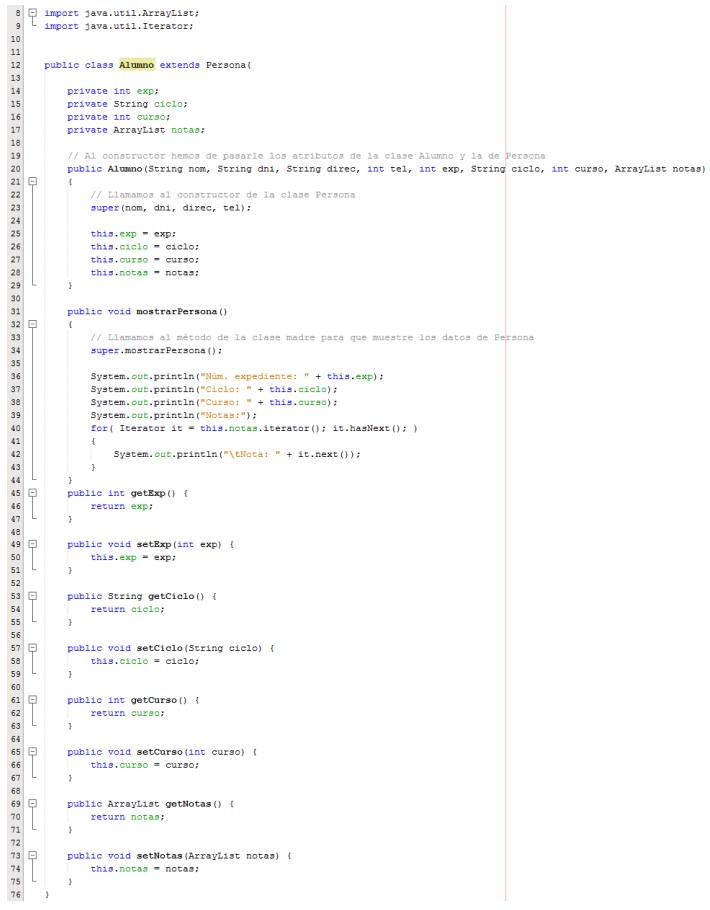 8 import java.util.ArrayList;
9 import java.util.Iterator;
10
11
12 public class Alumno extends Persona{
13
14 private int exp;
15 private String ciclo;
16 private int curso;
17 private ArrayList notas;
18
19 // Al constructor hemos de pasarle los atributos de la clase Alumno y la de Persona
20 public Alumno(String nom, String dni, String direc, int tel, int exp, String ciclo, int curso, ArrayList notas)
21 {
22 // Llamamos al constructor de la clase Persona
23 super(nom, dni, direc, tel);
24
25 this.exp = exp;
26 this.ciclo = ciclo;
27 this.curso = curso;
28 this.notas = notas;
29 }
30
31 public void mostrarPersona()
32 {
33 // Llamamos al método de la clase madre para que muestre los datos de Persona
34 super.mostrarPersona();
35
36 System.out.println("Núm. expediente: " + this.exp);
37 System.out.println("Ciclo: " + this.ciclo);
38 System.out.println("Curso: " + this.curso);
39 System.out.println("Notas:");
40 for( Iterator it = this.notas.iterator(); it.hasNext(); )
41 {
42 System.out.println("\tNota: " + it.next());
43 }
44 }
45 public int getExp() {
46 return exp;
47 }
48
49 public void setExp(int exp) {
50 this.exp = exp;
51 }
52
53 public String getCiclo() {
54 return ciclo;
55 }
56
57 public void setCiclo(String ciclo) {
58 this.ciclo = ciclo;
59 }
60
61 public int getCurso() {
62 return curso;
63 }
64
65 public void setCurso(int curso) {
66 this.curso = curso;
67 }
68
69 public ArrayList getNotas() {
70 return notas;
71 }
72
73 public void setNotas(ArrayList notas) {
74 this.notas = notas;
75 }
76 }